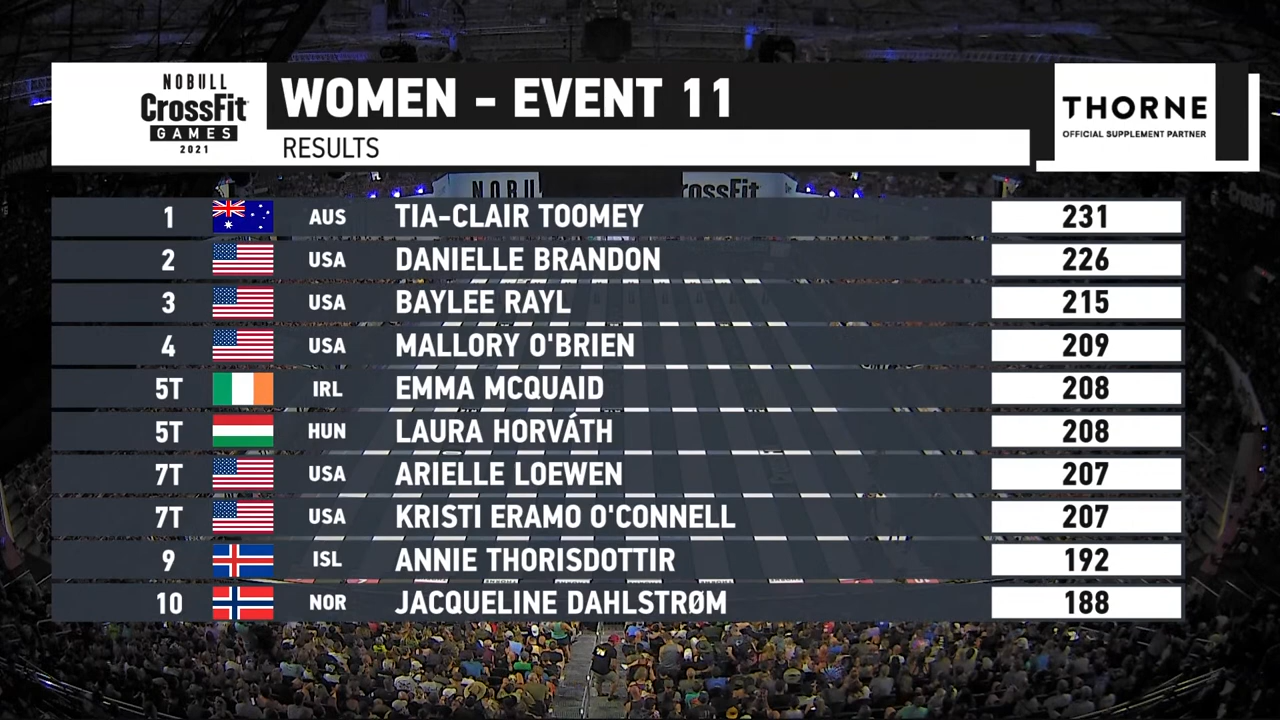 NOBULL
CrossFit
GAMES
2021
WOMEN - EVENT 11
RESULTS
THORNE
OFFICIAL SUPPLEMENT PARTNER
NOBU
rossFit
1 AUS TIA-CLAIR TOOMEY 231
2 USA DANIELLE BRANDON 226
3 USA BAYLEE RAYL 215
4 USA MALLORY O'BRIEN 209
5T IRL EMMA MCQUAID 208
5T HUN LAURA HORVÁTH 208
7T USA ARIELLE LOEWEN 207
7T USA KRISTI ERAMO O'CONNELL 207
9 ISL ANNIE THORISDOTTIR 192
10 NOR JACQUELINE DAHLSTRØM 188